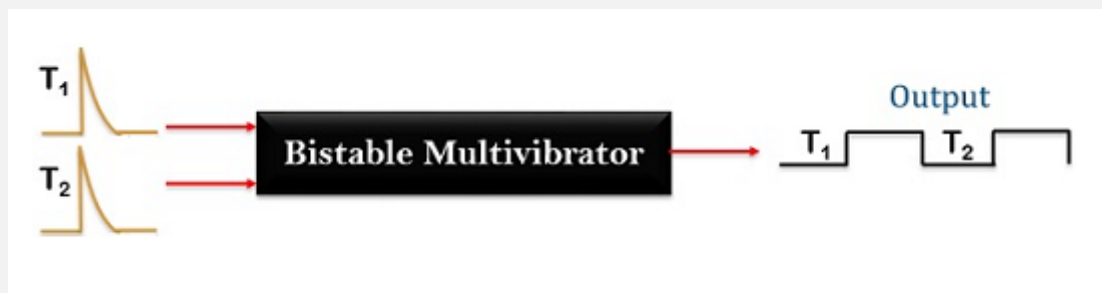 T₁
T₂
Bistable Multivibrator
Output
T₁ T₂